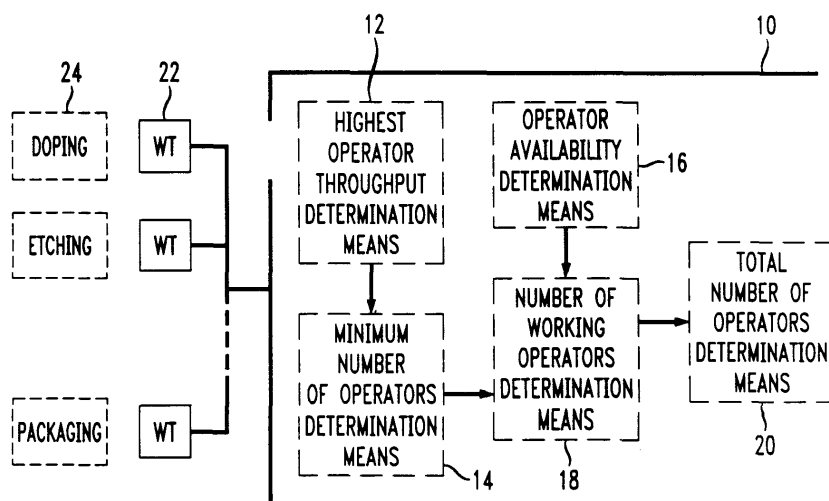 12
10
24
22
DOPING
WT
HIGHEST
OPERATOR
THROUGHPUT
DETERMINATION
MEANS
OPERATOR
AVAILABILITY
DETERMINATION
MEANS
16
ETCHING
WT
MINIMUM
NUMBER
OF OPERATORS
DETERMINATION
MEANS
14
NUMBER OF
WORKING
OPERATORS
DETERMINATION
MEANS
18
TOTAL
NUMBER OF
OPERATORS
DETERMINATION
MEANS
20
PACKAGING
WT